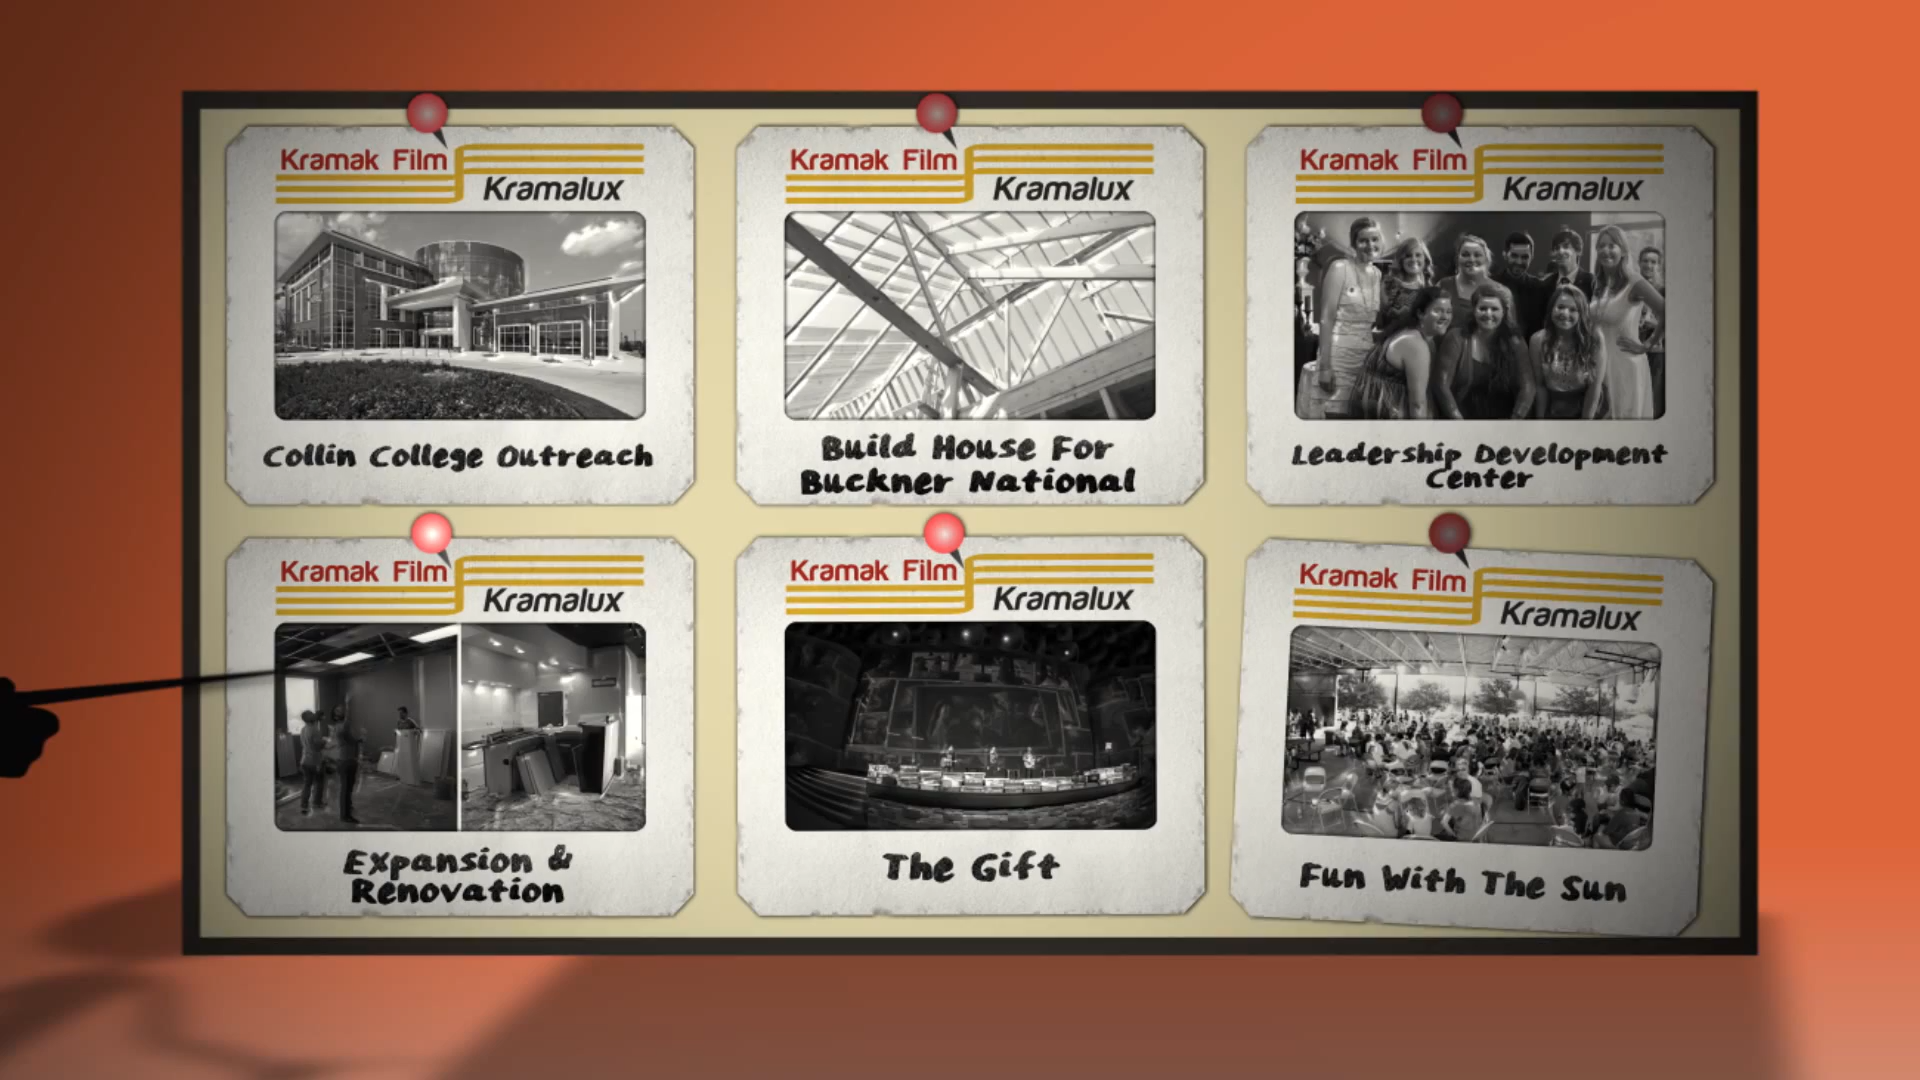 Kramak Film
Kramalux
Collin College Outreach
Kramak Film
Kramalux
Build House For
Buckner National
Kramak Film
Kramalux
Leadership Development
Center
Kramak Film
Kramalux
Expansion &
Renovation
Kramak Film
Kramalux
The Gift
Kramak Film
Kramalux
Fun With The Sun